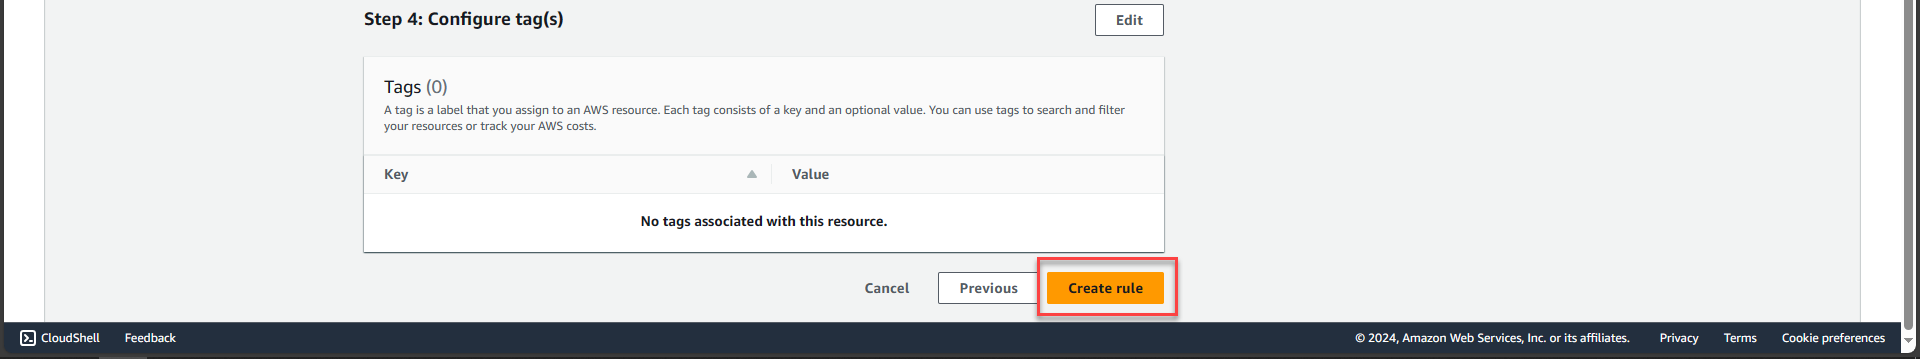 Step 4: Configure tag(s)
Edit
Tags (0)
A tag is a label that you assign to an AWS resource. Each tag consists of a key and an optional value. You can use tags to search and filter
your resources or track your AWS costs.
Key
Value
No tags associated with this resource.
Cancel
Previous
Create rule
CloudShell
Feedback
© 2024, Amazon Web Services, Inc. or its affiliates.
Privacy
Terms
Cookie preferences